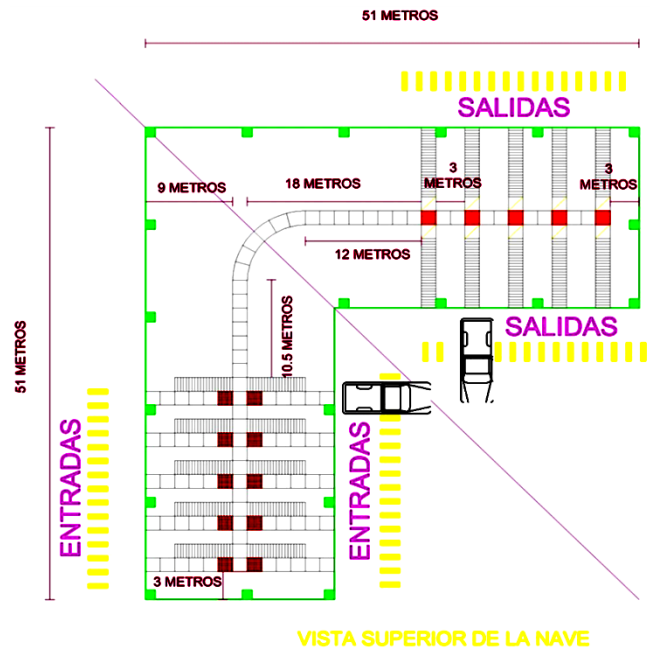 51 METROS
SALIDAS
3
METROS
3
METROS
9 METROS
18 METROS
12 METROS
10.5 METROS
SALIDAS
51 METROS
ENTRADAS
ENTRADAS
3 METROS
VISTA SUPERIOR DE LA NAVE